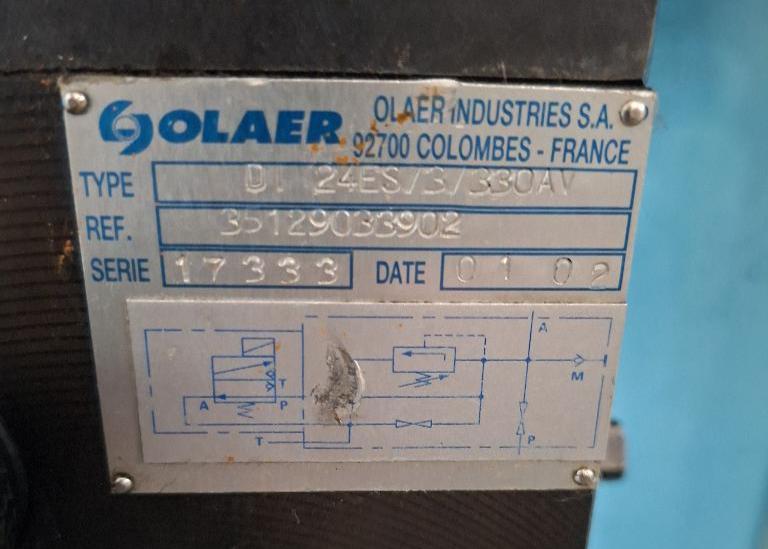 OLAER
OLAER INDUSTRIES S.A.
92700 COLOMBES - FRANCE
TYPE DI 24ES/3/330AV
REF. 35129033902
SERIE 17333 DATE 01 02
A
T
A P
M
T
P